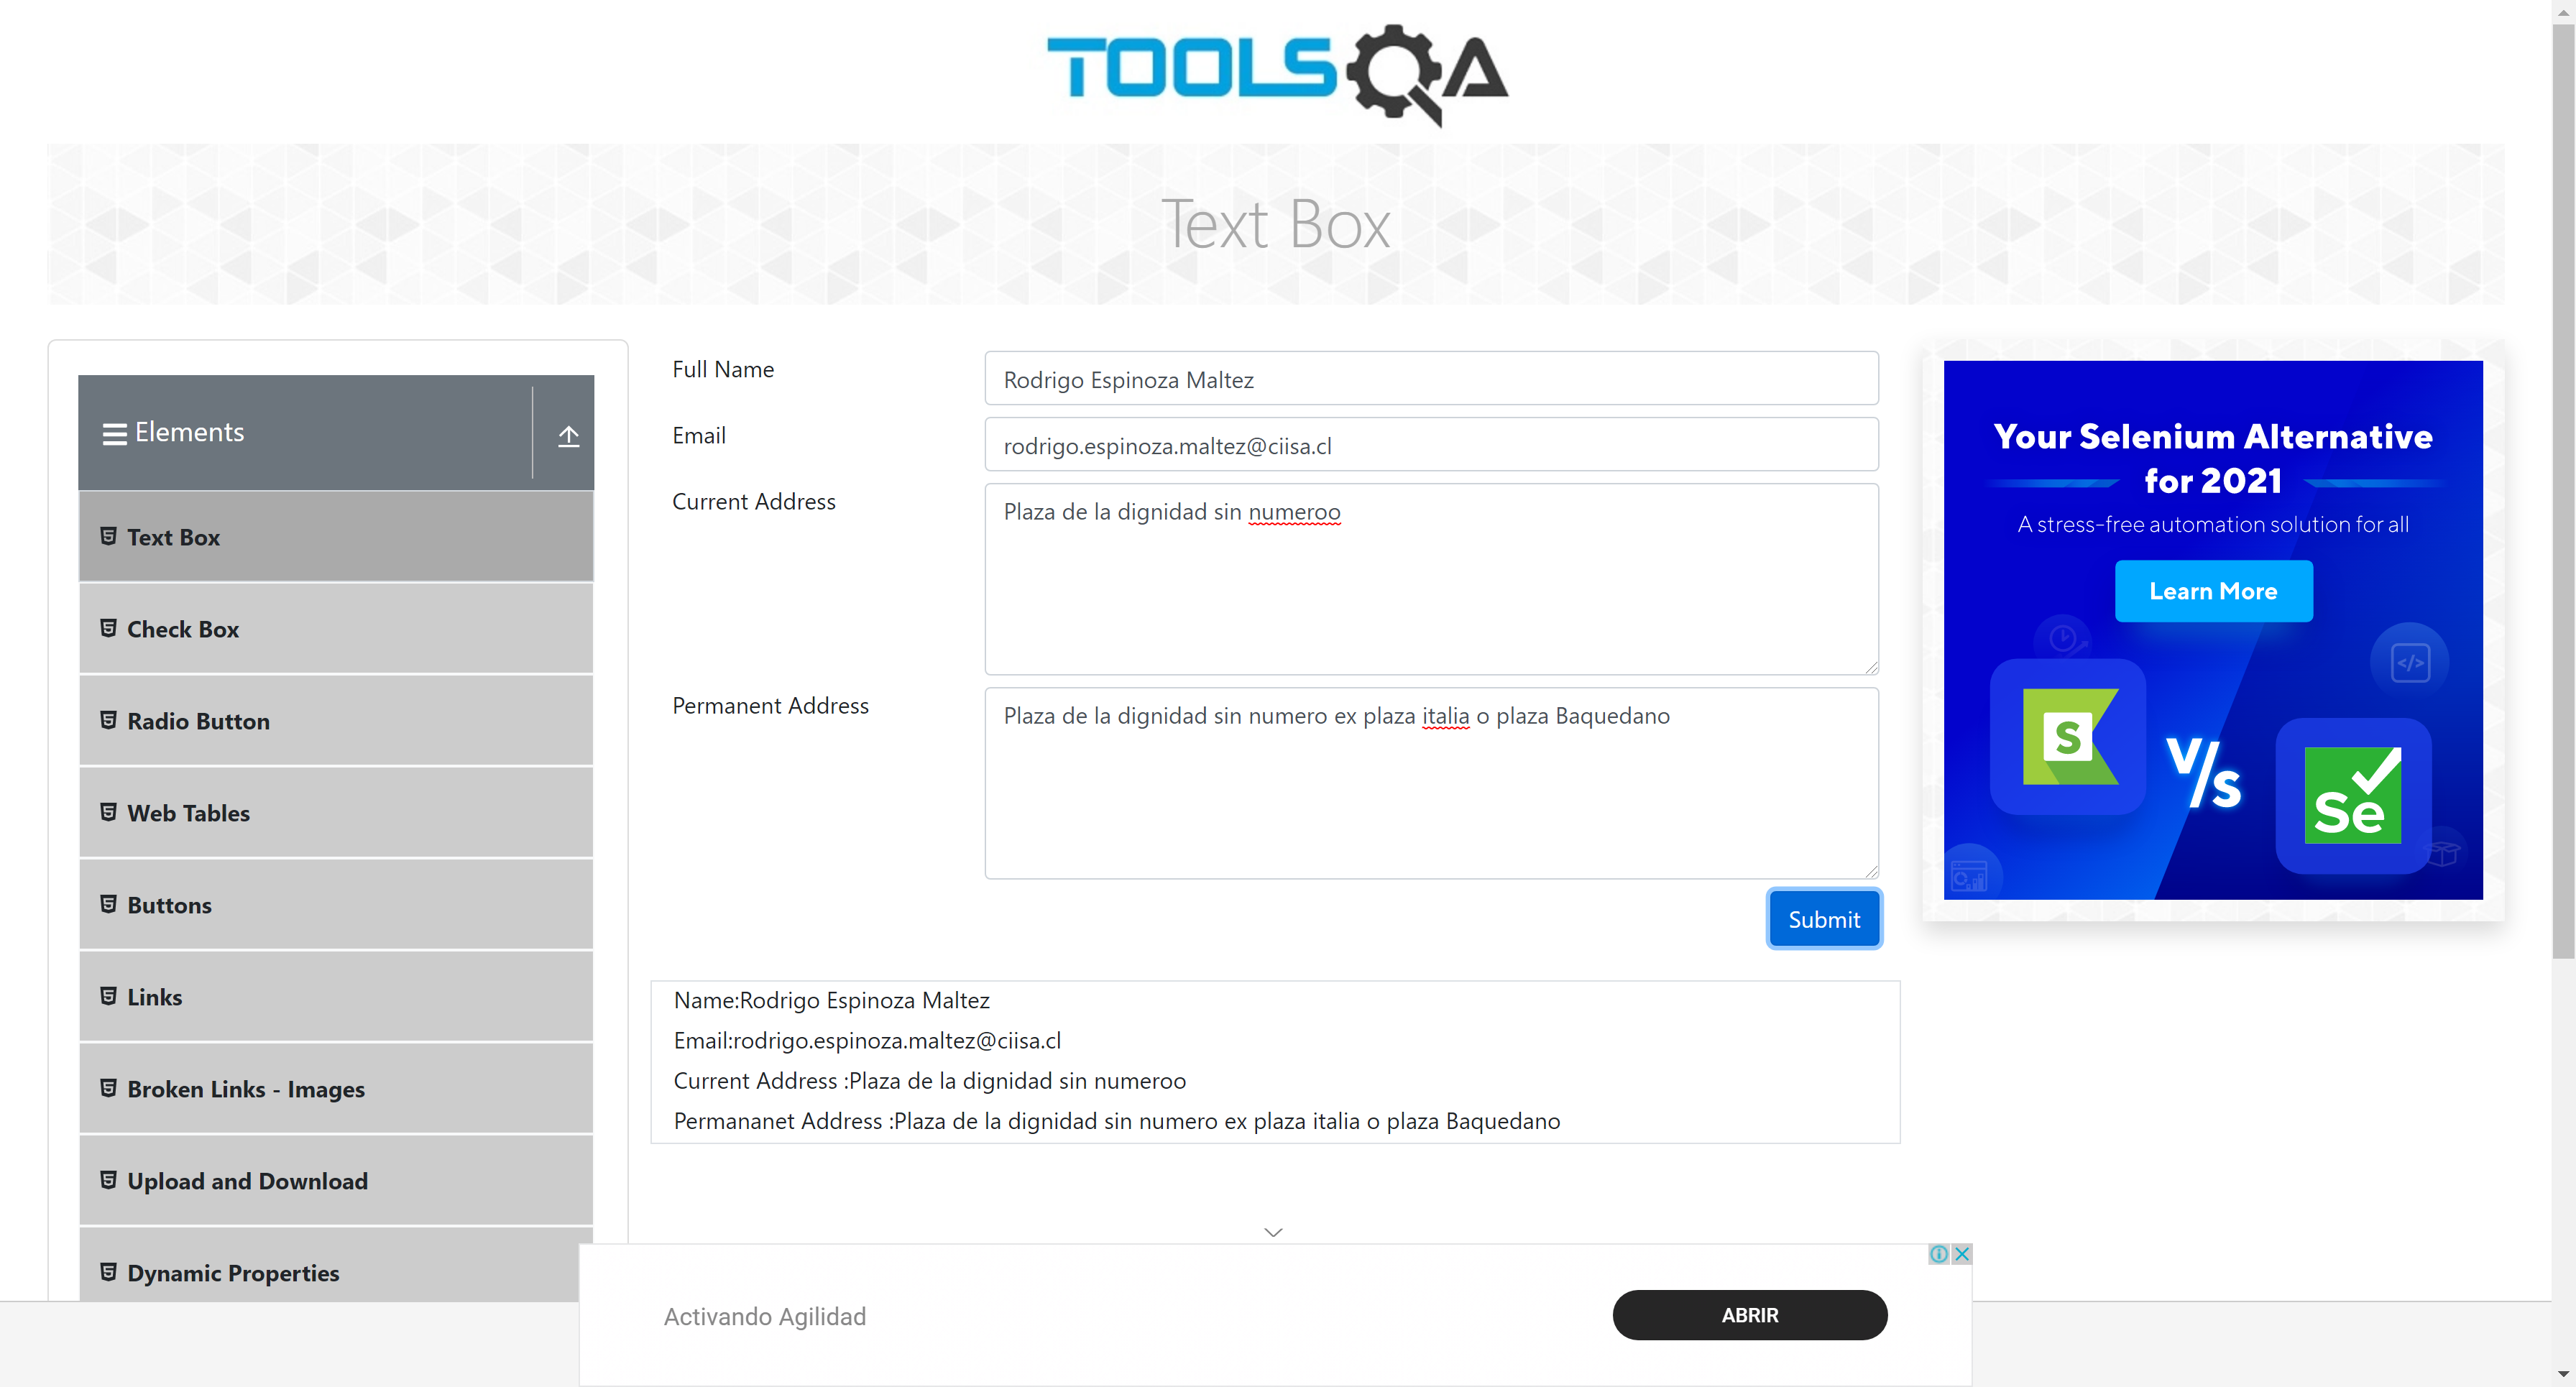 TOOLSQA
Text Box
Elements
Text Box
Check Box
Radio Button
Web Tables
Buttons
Links
Broken Links - Images
Upload and Download
Dynamic Properties
Full Name
Rodrigo Espinoza Maltez
Email
rodrigo.espinoza.maltez@ciisa.cl
Current Address
Plaza de la dignidad sin numeroo
Permanent Address
Plaza de la dignidad sin numero ex plaza italia o plaza Baquedano
Submit
Name:Rodrigo Espinoza Maltez
Email:rodrigo.espinoza.maltez@ciisa.cl
Current Address :Plaza de la dignidad sin numeroo
Permananet Address :Plaza de la dignidad sin numero ex plaza italia o plaza Baquedano
Your Selenium Alternative
for 2021
A stress-free automation solution for all
Learn More
</>
S
V/s
Se
Activando Agilidad
ABRIR